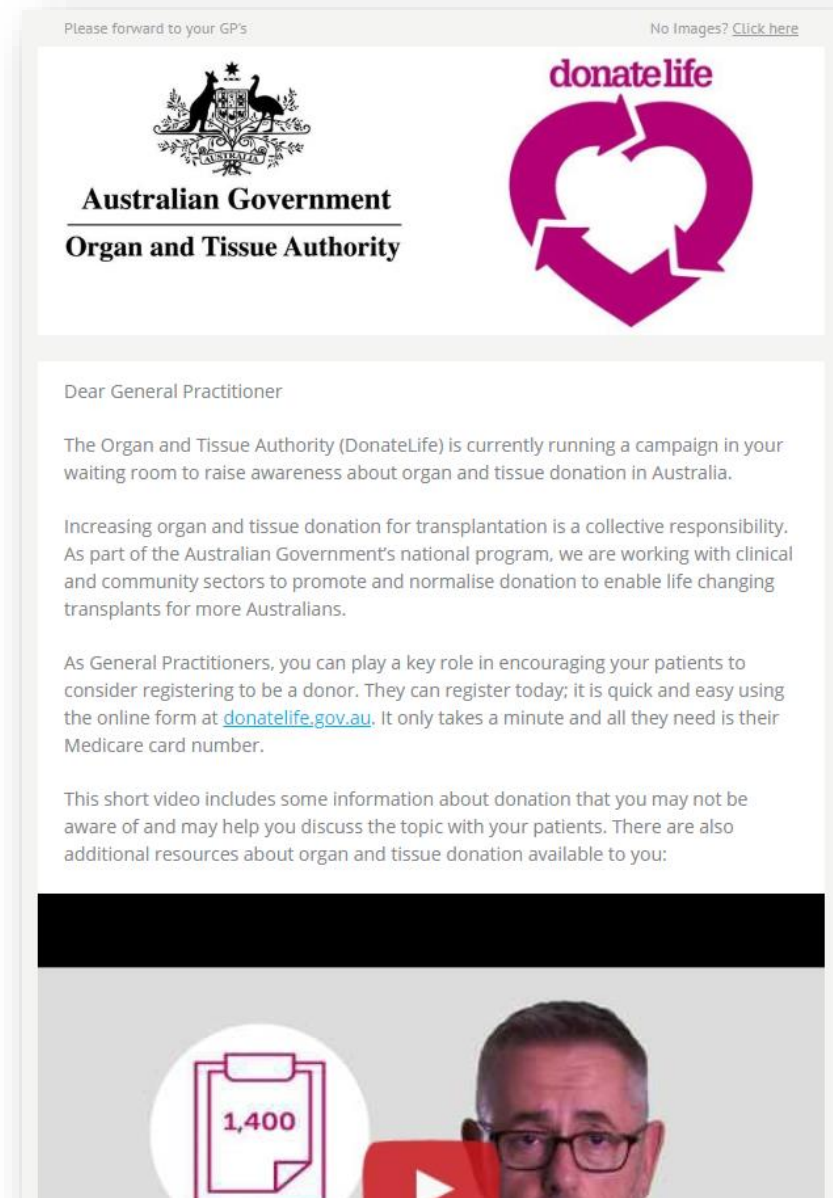 Please forward to your GP's
No Images? Click here
AUSTRALIA
Australian Government
Organ and Tissue Authority
donatelife
Dear General Practitioner
The Organ and Tissue Authority (DonateLife) is currently running a campaign in your
waiting room to raise awareness about organ and tissue donation in Australia.
Increasing organ and tissue donation for transplantation is a collective responsibility.
As part of the Australian Government's national program, we are working with clinical
and community sectors to promote and normalise donation to enable life changing
transplants for more Australians.
As General Practitioners, you can play a key role in encouraging your patients to
consider registering to be a donor. They can register today; it is quick and easy using
the online form at donatelife.gov.au. It only takes a minute and all they need is their
Medicare card number.
This short video includes some information about donation that you may not be
aware of and may help you discuss the topic with your patients. There are also
additional resources about organ and tissue donation available to you:
1,400